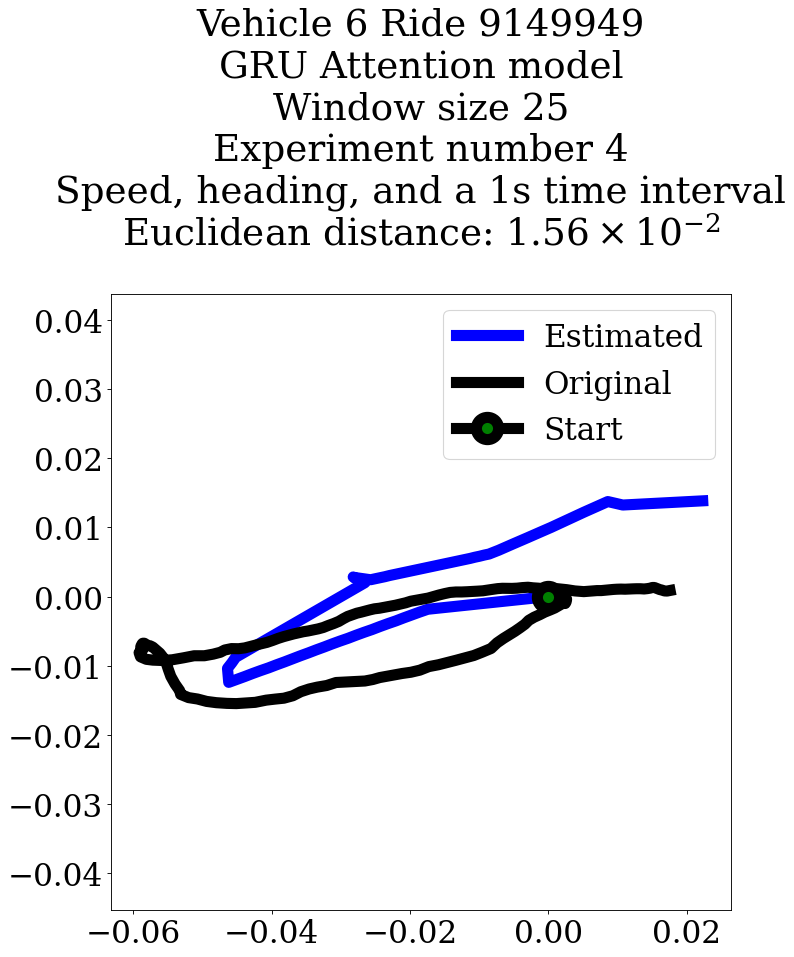 Vehicle 6 Ride 9149949
GRU Attention model
Window size 25
Experiment number 4
Speed, heading, and a 1s time interval
Euclidean distance: 1.56 × 10⁻²
Estimated
Original
Start
0.04
0.03
0.02
0.01
0.00
−0.01
−0.02
−0.03
−0.04
−0.06 −0.04 −0.02 0.00 0.02